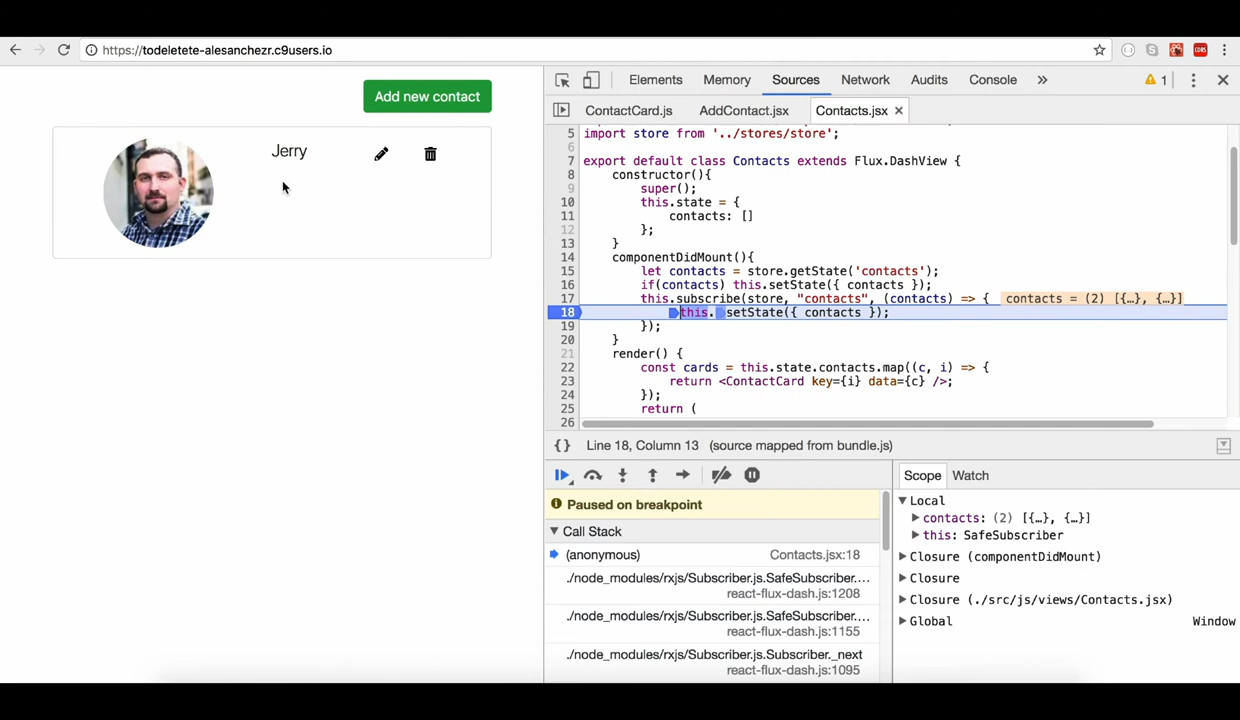 https://todeletete-alesanchezr.c9users.io
Add new contact
Jerry
Elements Memory Sources Network Audits Console » 1
ContactCard.js AddContact.jsx Contacts.jsx ×
5 import store from '../stores/store';
6
7 export default class Contacts extends Flux.DashView {
8 constructor(){
9 super();
10 this.state = {
11 contacts: []
12 };
13 }
14 componentDidMount(){
15 let contacts = store.getState('contacts');
16 if(contacts) this.setState({ contacts });
17 this.subscribe(store, "contacts", (contacts) => { contacts = (2) [{…}, {…}]
18 this.setState({ contacts });
19 });
20 }
21 render() {
22 const cards = this.state.contacts.map((c, i) => {
23 return <ContactCard key={i} data={c} />;
24 });
25 return (
26
{} Line 18, Column 13 (source mapped from bundle.js)
Paused on breakpoint
Call Stack
(anonymous) Contacts.jsx:18
./node_modules/rxjs/Subscriber.js.SafeSubscriber.…
react-flux-dash.js:1208
./node_modules/rxjs/Subscriber.js.SafeSubscriber.…
react-flux-dash.js:1155
./node_modules/rxjs/Subscriber.js.Subscriber._next
react-flux-dash.js:1095
Scope Watch
Local
contacts: (2) [{…}, {…}]
this: SafeSubscriber
Closure (componentDidMount)
Closure
Closure (./src/js/views/Contacts.jsx)
Global Window